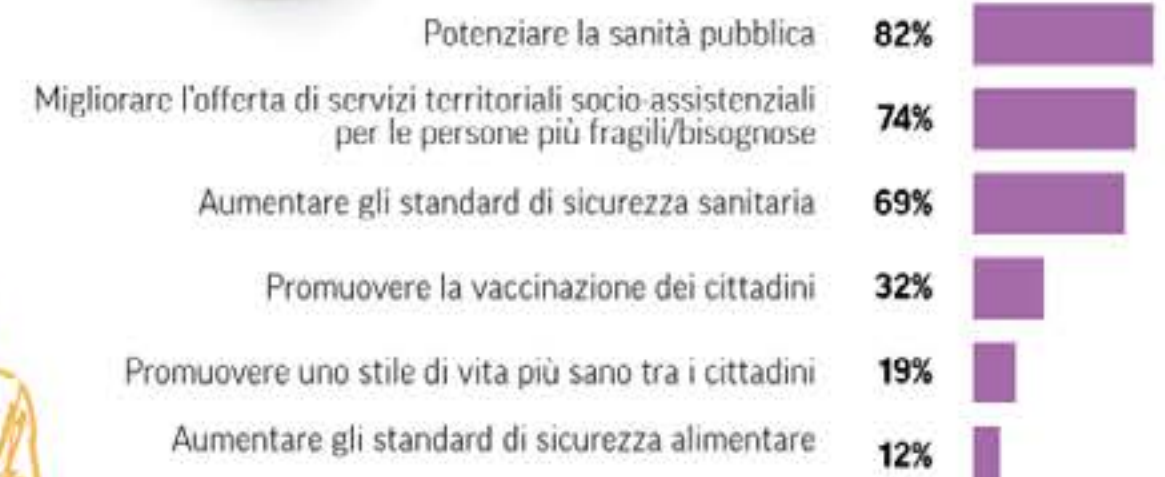 Potenziare la sanità pubblica 82%
Migliorare l'offerta di servizi territoriali socio-assistenziali
per le persone più fragili/bisognose 74%
Aumentare gli standard di sicurezza sanitaria 69%
Promuovere la vaccinazione dei cittadini 32%
Promuovere uno stile di vita più sano tra i cittadini 19%
Aumentare gli standard di sicurezza alimentare 12%